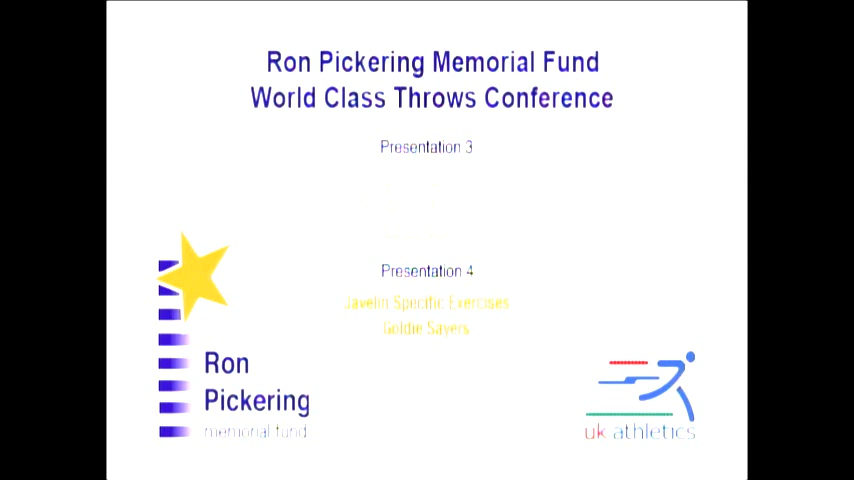 Ron Pickering Memorial Fund
World Class Throws Conference
Presentation 3
Presentation 4
Javelin Specific Exercises
Goldie Sayers
Ron
Pickering
memorial fund
uk athletics